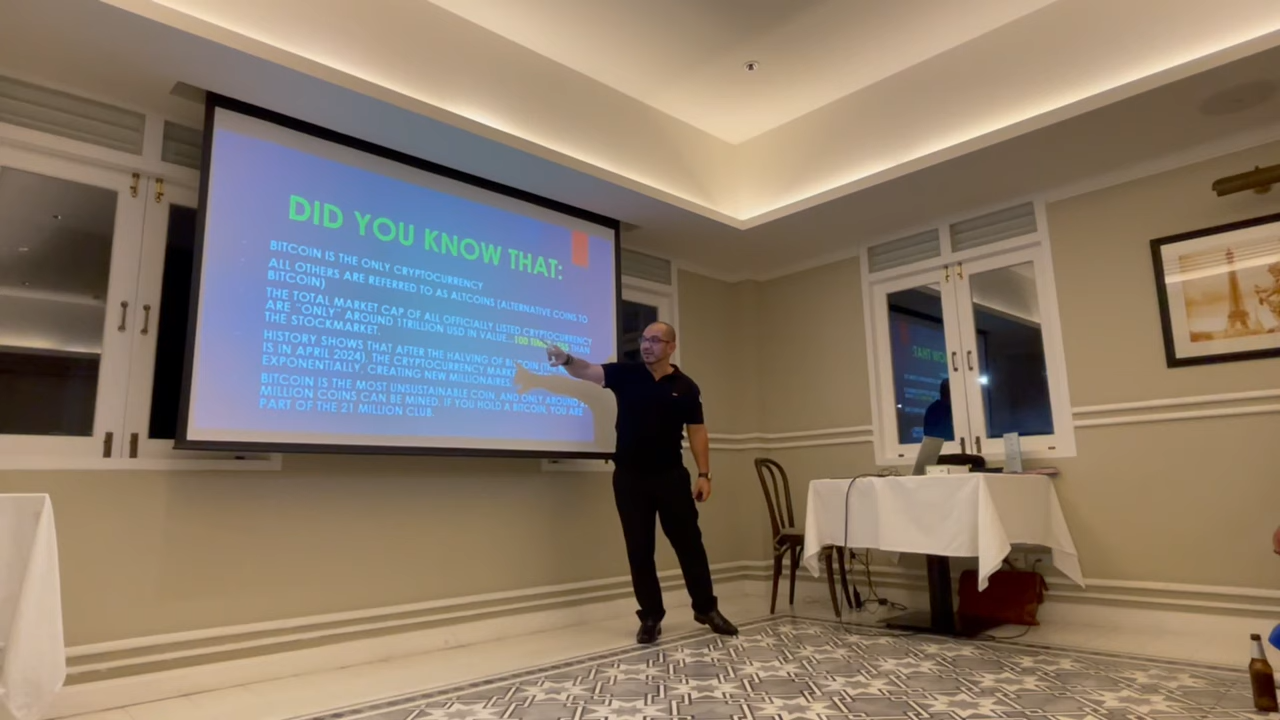 DID YOU KNOW THAT:
BITCOIN IS THE ONLY CRYPTOCURRENCY
ALL OTHERS ARE REFERRED TO AS ALTCOINS (ALTERNATIVE COINS TO
BITCOIN)
THE TOTAL MARKET CAP OF ALL OFFICIALLY LISTED CRYPTOCURRENCY
ARE "ONLY" AROUND 1TRILLION USD IN VALUE...100 THAN
THE STOCKMARKET.
HISTORY SHOWS THAT AFTER THE HALVING OF
IS IN APRIL 2024), THE CRYPTOCURRENCY
EXPONENTIALLY, CREATING NEW MILLIONAIRES
BITCOIN IS THE MOST UNSUSTAINABLE COIN, AND ONLY AROUND
MILLION COINS CAN BE MINED. IF YOU HOLD A BITCOIN, YOU ARE
PART OF THE 21 MILLION CLUB.